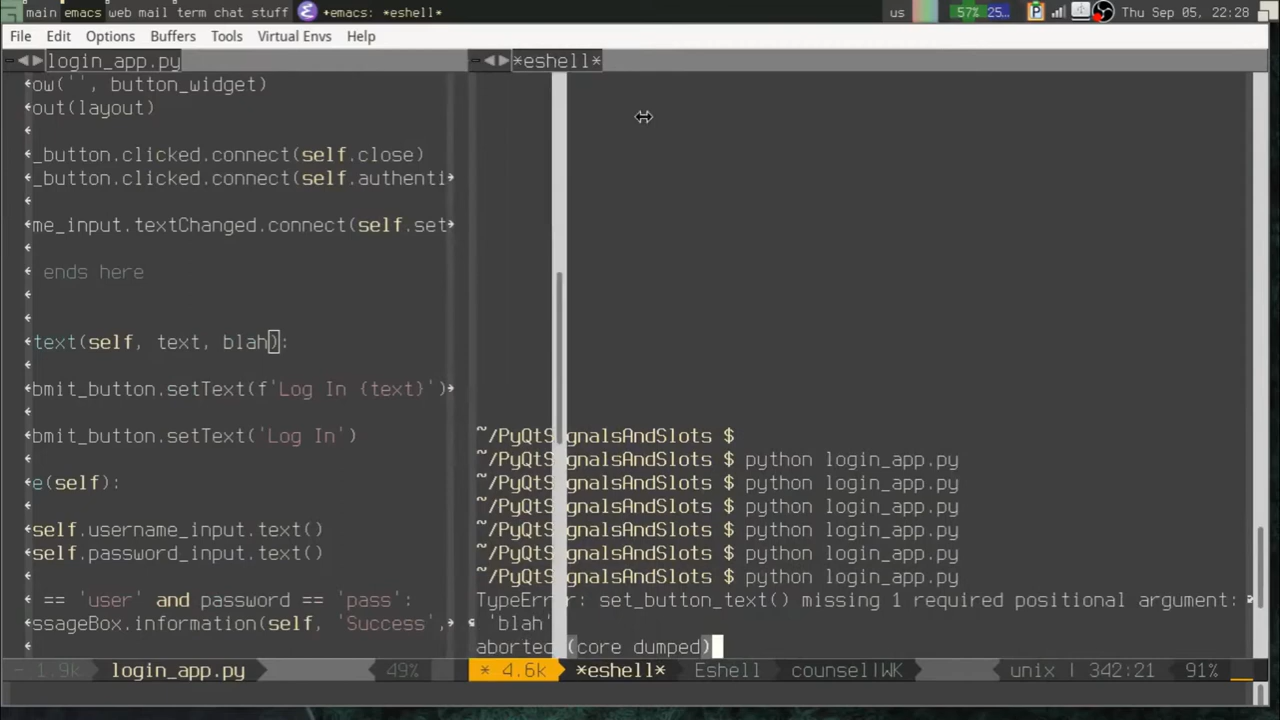 main emacs web mail term chat stuff +emacs: *eshell* us 57% 25... Thu Sep 05, 22:28
File Edit Options Buffers Tools Virtual Envs Help
login_app.py
ow('', button_widget)
out(layout)
_button.clicked.connect(self.close)
_button.clicked.connect(self.authenti
me_input.textChanged.connect(self.set
ends here
text(self, text, blah):
bmit_button.setText(f'Log In {text}')
bmit_button.setText('Log In')
e(self):
self.username_input.text()
self.password_input.text()
== 'user' and password == 'pass':
ssageBox.information(self, 'Success',
- 1.9k login_app.py 49%
*eshell*
~/PyQtSignalsAndSlots $
~/PyQtSignalsAndSlots $ python login_app.py
~/PyQtSignalsAndSlots $ python login_app.py
~/PyQtSignalsAndSlots $ python login_app.py
~/PyQtSignalsAndSlots $ python login_app.py
~/PyQtSignalsAndSlots $ python login_app.py
~/PyQtSignalsAndSlots $ python login_app.py
TypeError: set_button_text() missing 1 required positional argument:
'blah'
aborted (core dumped)
* 4.6k *eshell* Eshell counsel|WK unix | 342:21 91%